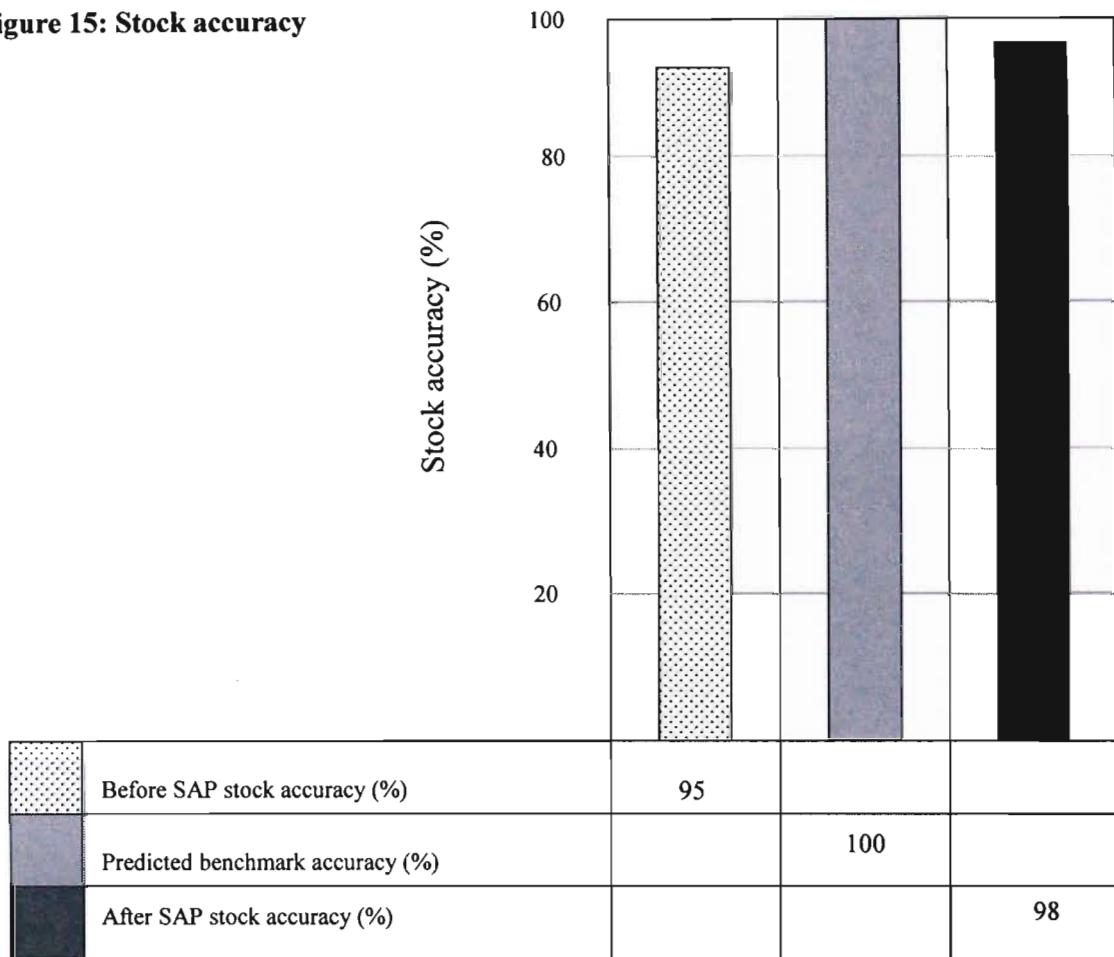 igure 15: Stock accuracy
100
80
60
40
20
Stock accuracy (%)
Before SAP stock accuracy (%) 95
Predicted benchmark accuracy (%) 100
After SAP stock accuracy (%) 98